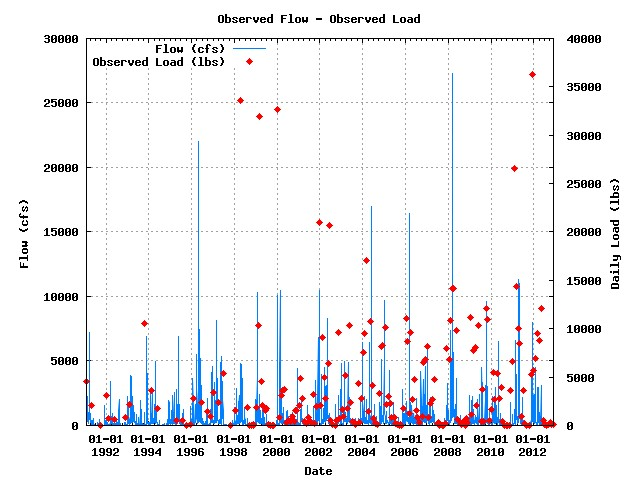 Observed Flow - Observed Load
30000
25000
20000
15000
10000
5000
0
40000
35000
30000
25000
20000
15000
10000
5000
0
Flow (cfs)
Observed Load (lbs)
Flow (cfs)
Daily Load (lbs)
01-01 01-01 01-01 01-01 01-01 01-01 01-01 01-01 01-01 01-01 01-01
1992 1994 1996 1998 2000 2002 2004 2006 2008 2010 2012
Date